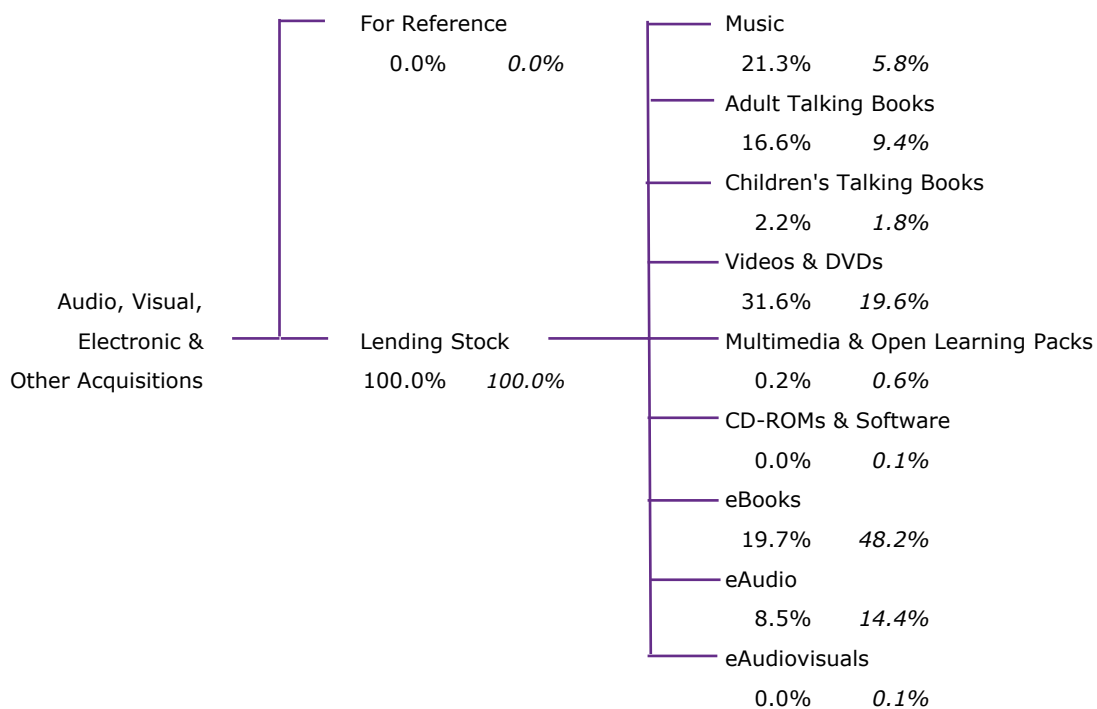 For Reference
0.0% 0.0%
Audio, Visual,
Electronic &
Other Acquisitions
Lending Stock
100.0% 100.0%
Music
21.3% 5.8%
Adult Talking Books
16.6% 9.4%
Children's Talking Books
2.2% 1.8%
Videos & DVDs
31.6% 19.6%
Multimedia & Open Learning Packs
0.2% 0.6%
CD-ROMs & Software
0.0% 0.1%
eBooks
19.7% 48.2%
eAudio
8.5% 14.4%
eAudiovisuals
0.0% 0.1%